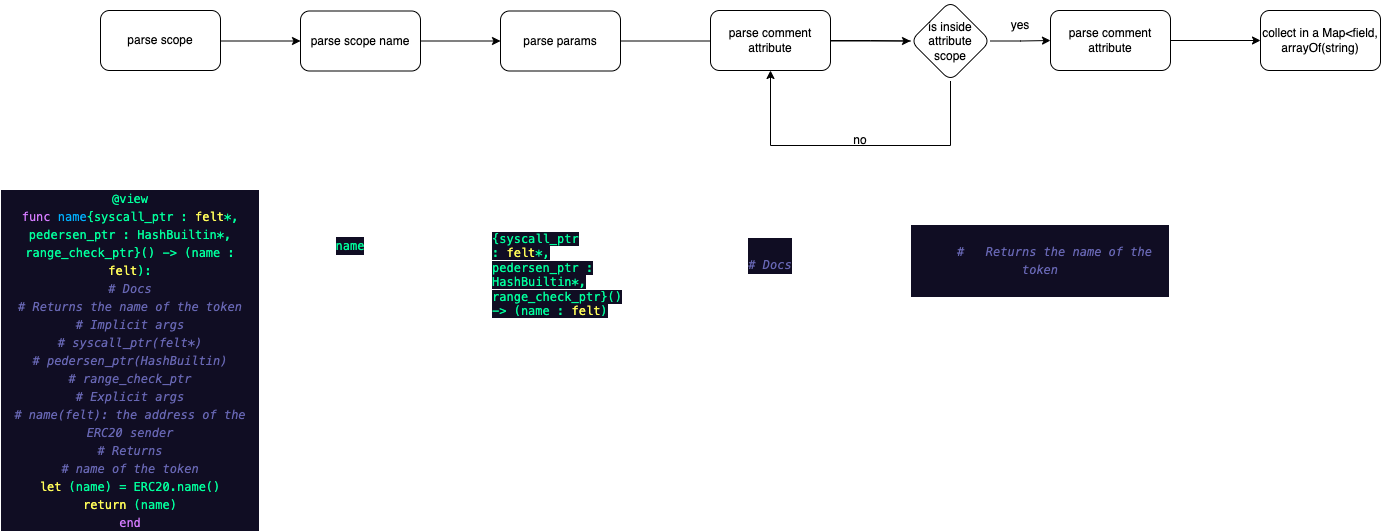 parse scope
parse scope name
parse params
parse comment
attribute
is inside
attribute
scope
yes
parse comment
attribute
collect in a Map<field,
arrayOf(string)
no
@view
func name{syscall_ptr : felt*,
pedersen_ptr : HashBuiltin*,
range_check_ptr}() -> (name :
felt):
# Docs
# Returns the name of the token
# Implicit args
# syscall_ptr(felt*)
# pedersen_ptr(HashBuiltin)
# range_check_ptr
# Explicit args
# name(felt): the address of the
ERC20 sender
# Returns
# name of the token
let (name) = ERC20.name()
return (name)
end
name
{syscall_ptr
: felt*,
pedersen_ptr :
HashBuiltin*,
range_check_ptr}()
-> (name : felt)
# Docs
# Returns the name of the
token